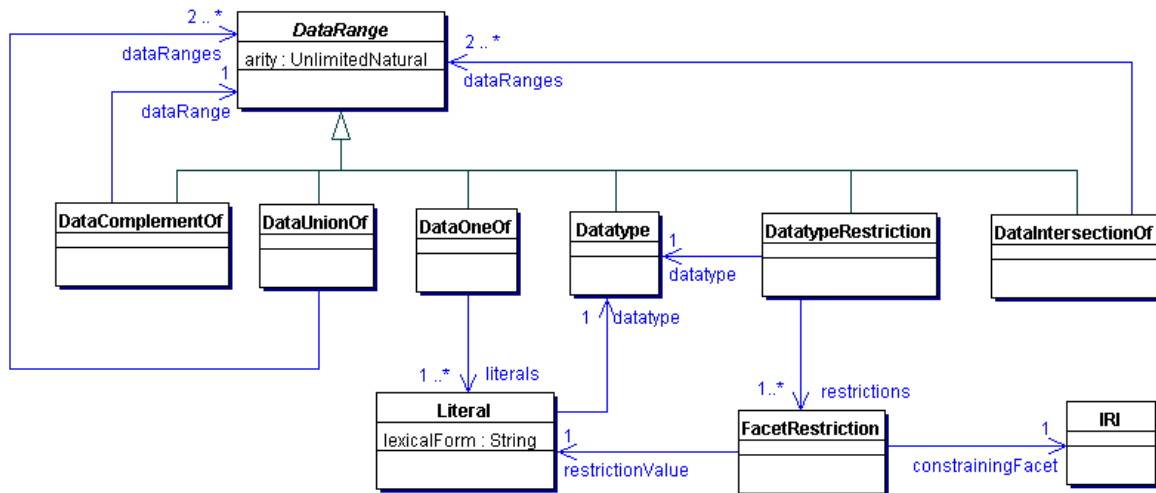 2 .. *
DataRange
dataRanges
arity : UnlimitedNatural
2 .. *
dataRanges
1
dataRange
DataComplementOf
DataUnionOf
DataOneOf
Datatype
DatatypeRestriction
DataIntersectionOf
1
datatype
1
datatype
1 ..*
literals
1..*
restrictions
Literal
lexicalForm : String
1
restrictionValue
FacetRestriction
1
constrainingFacet
IRI